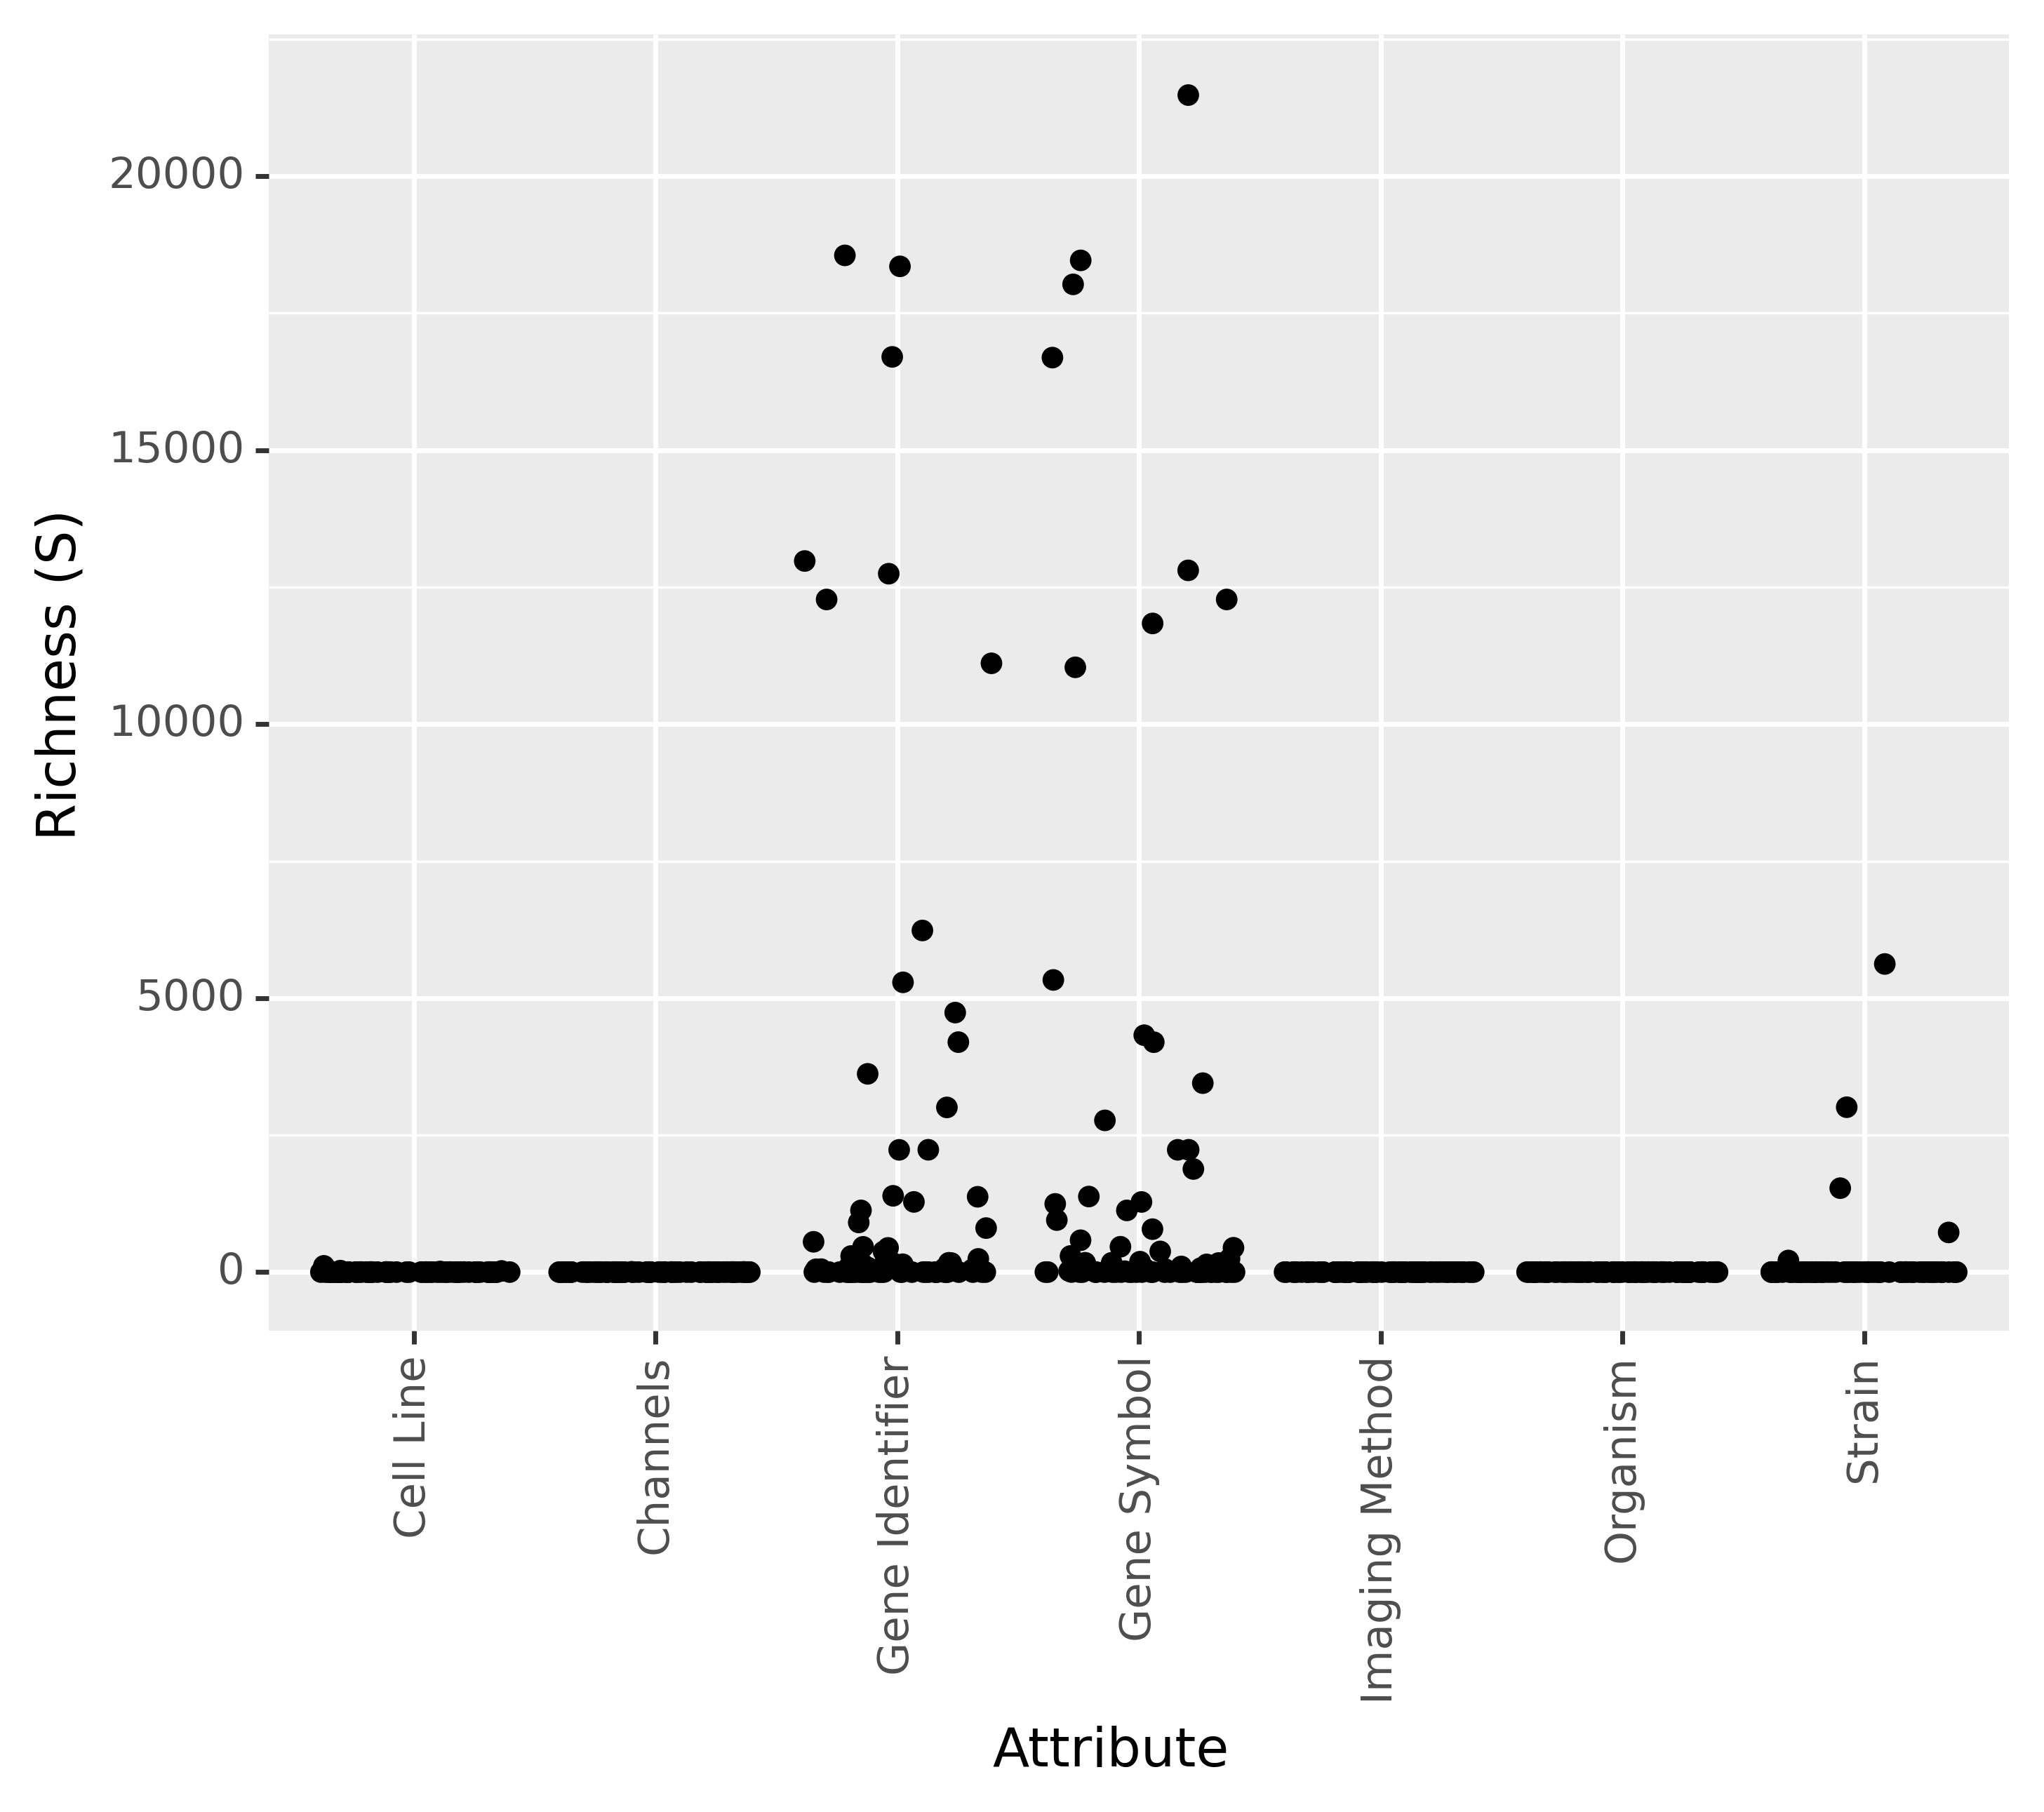 Richness (S)
20000
15000
10000
5000
0
Cell Line
Channels
Gene Identifier
Gene Symbol
Imaging Method
Organism
Strain
Attribute